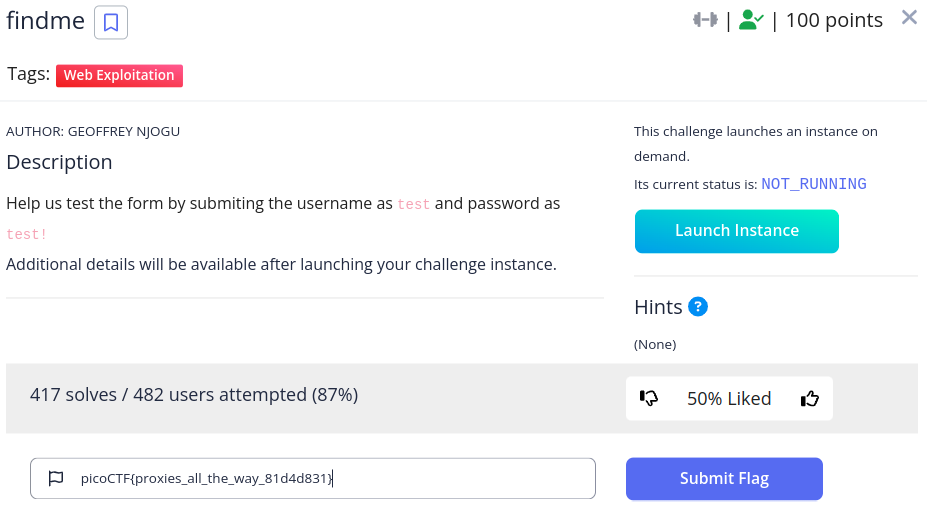 findme
| | 100 points
Tags: Web Exploitation
AUTHOR: GEOFFREY NJOGU
Description
Help us test the form by submiting the username as test and password as
test!
Additional details will be available after launching your challenge instance.
This challenge launches an instance on
demand.
Its current status is: NOT_RUNNING
Launch Instance
Hints ?
(None)
417 solves / 482 users attempted (87%)
50% Liked
picoCTF{proxies_all_the_way_81d4d831}
Submit Flag